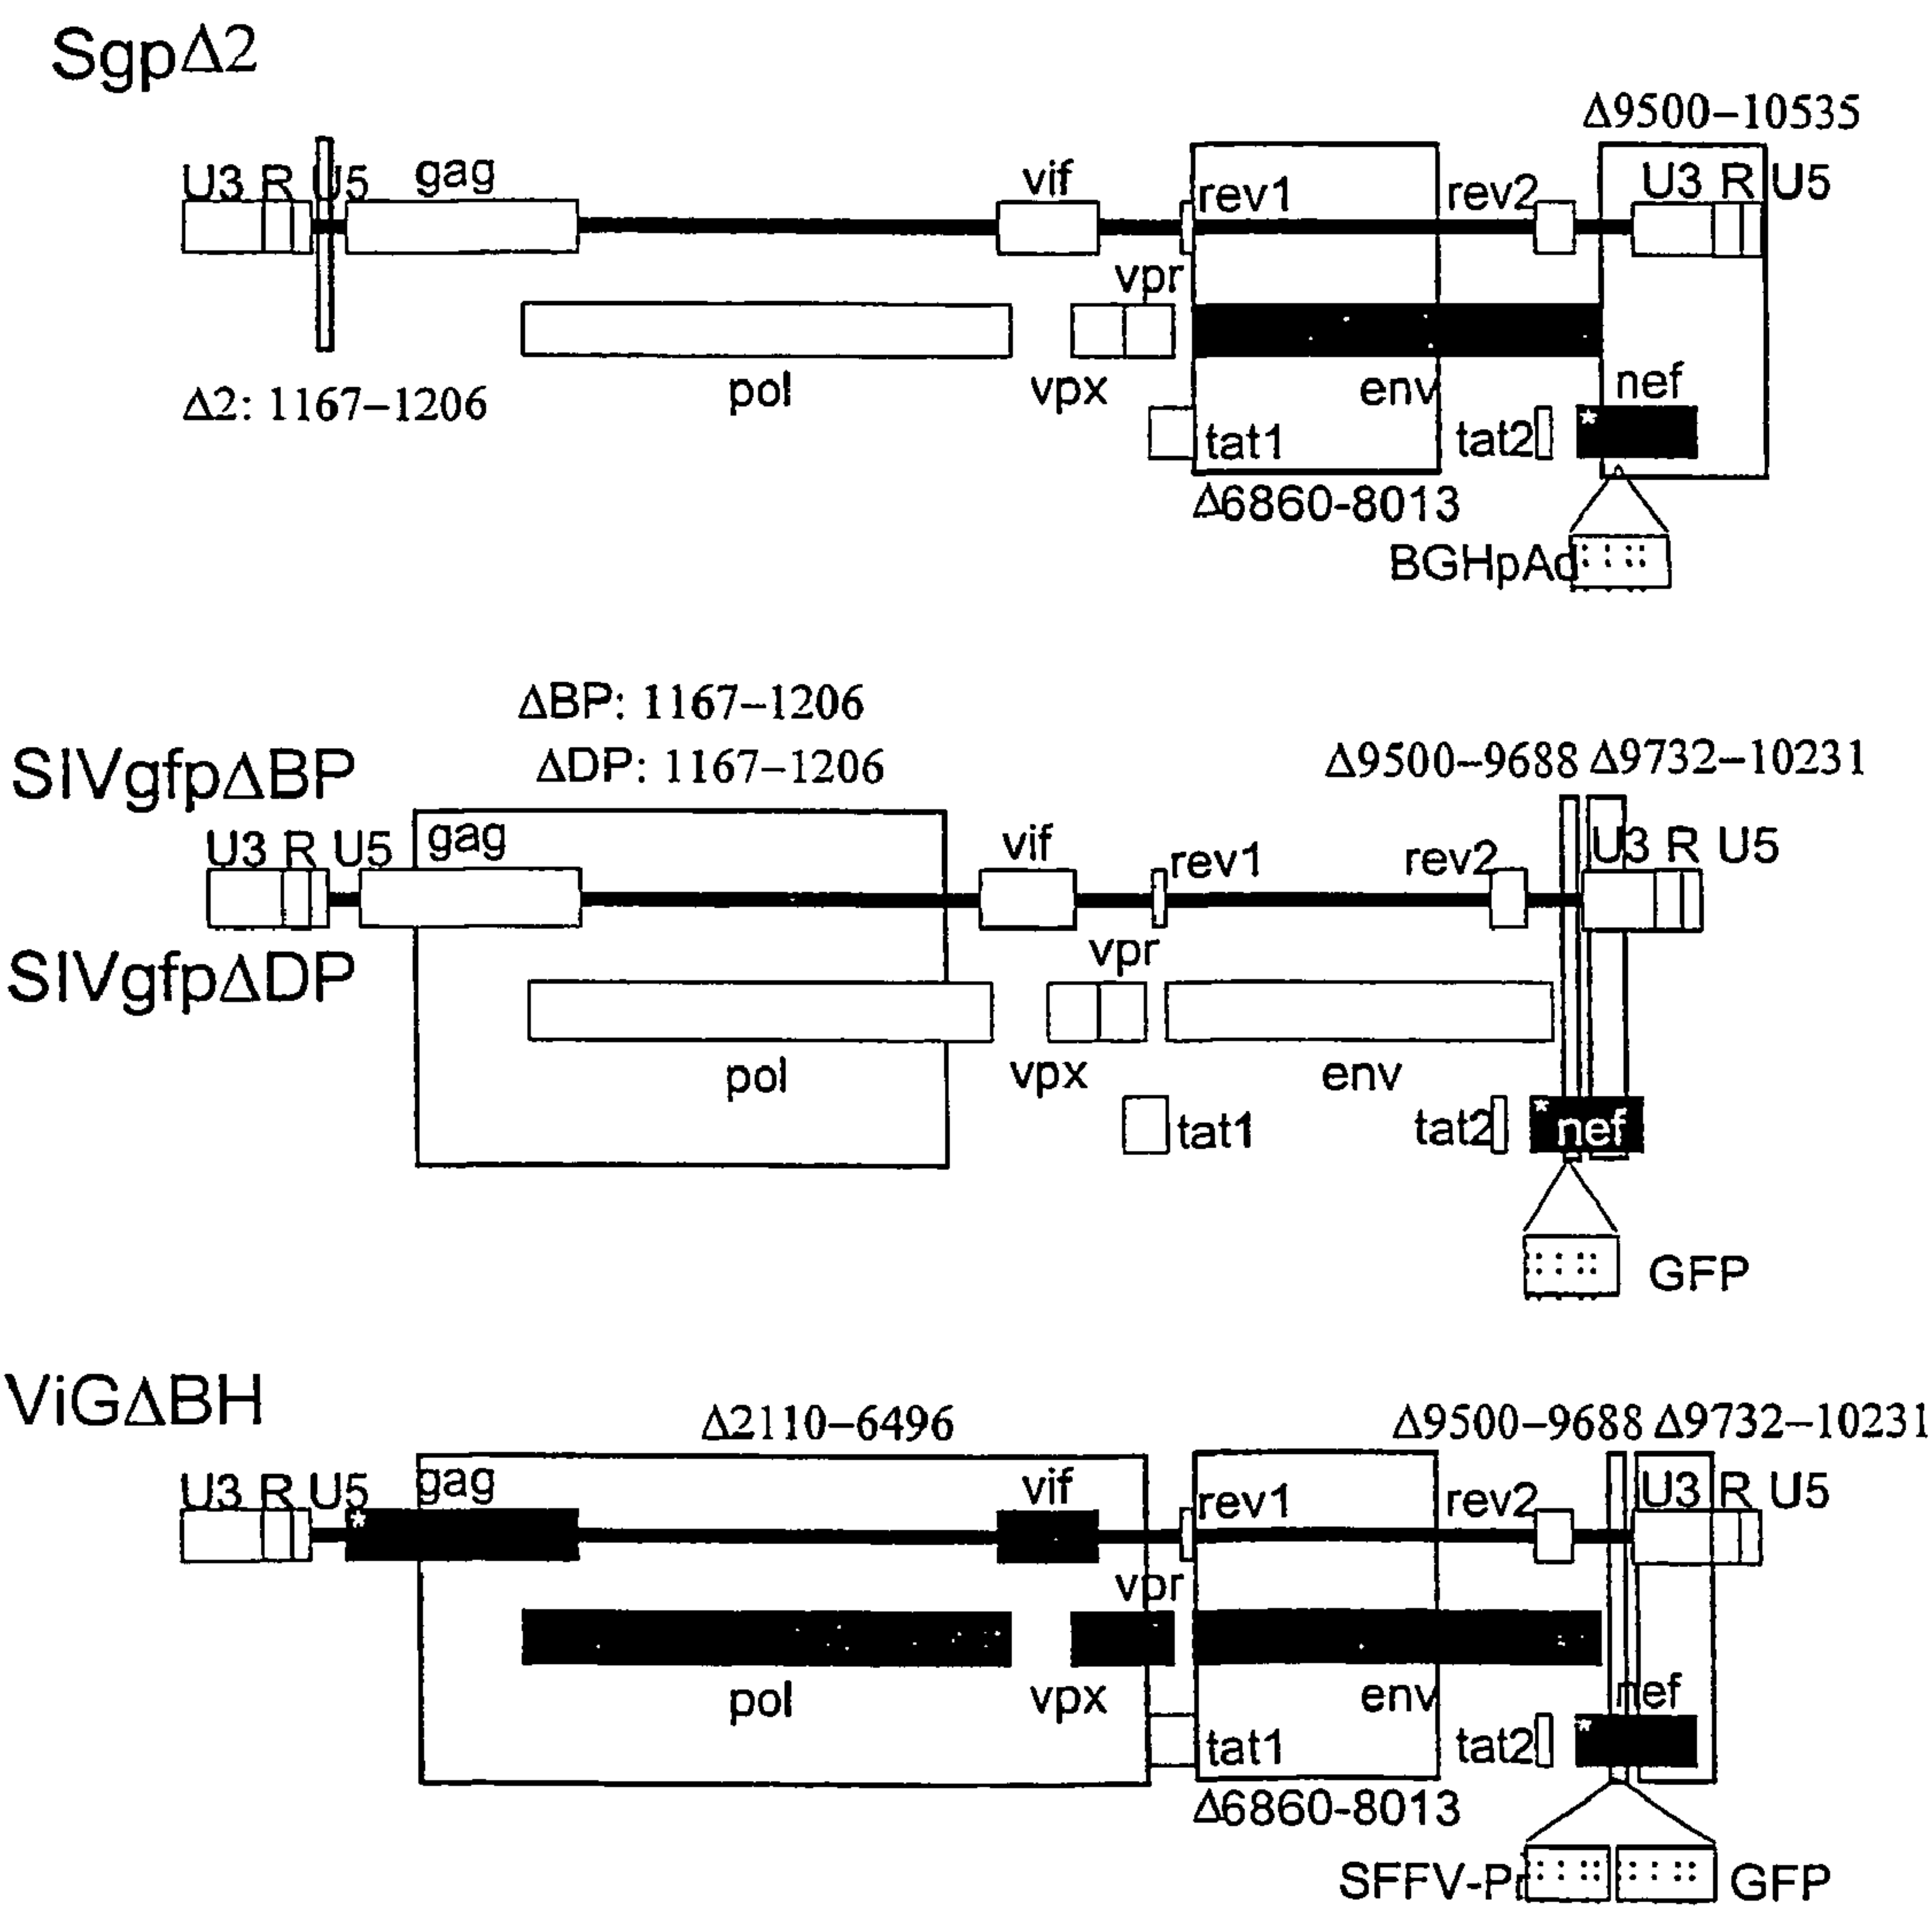 SgpΔ2
Δ9500–10535
U3 R U5 gag vif rev1 rev2 U3 R U5
vpr
Δ2: 1167–1206 pol vpx env nef
*
tat1 tat2
Δ6860-8013
BGHpAd
ΔBP: 1167–1206
ΔDP: 1167–1206
SIVgfpΔBP Δ9500–9688 Δ9732–10231
U3 R U5 gag vif rev1 rev2 U3 R U5
SIVgfpΔDP vpr
pol vpx env
tat1 tat2 * nef
GFP
ViGΔBH
Δ2110–6496 Δ9500–9688 Δ9732–10231
U3 R U5 gag vif rev1 rev2 U3 R U5
*
vpr
pol vpx env nef
*
tat1 tat2
Δ6860-8013
SFFV-Pr GFP